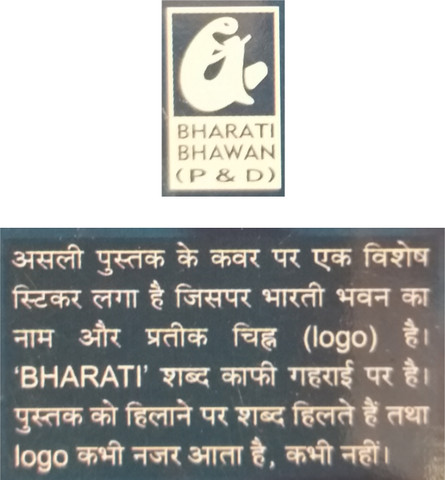 BHARATI
BHAWAN
(P & D)
असली पुस्तक के कवर पर एक विशेष
स्टिकर लगा है जिसपर भारती भवन का
नाम और प्रतीक चिह्न (logo) है।
‘BHARATI’ शब्द काफी गहराई पर है।
पुस्तक को हिलाने पर शब्द हिलते हैं तथा
logo कभी नजर आता है, कभी नहीं।